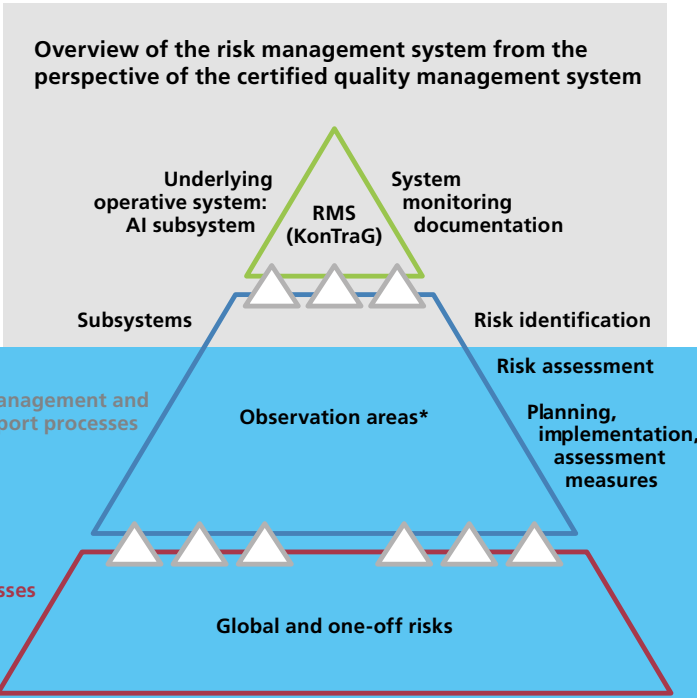 Overview of the risk management system from the
perspective of the certified quality management system
Underlying
operative system:
AI subsystem
RMS
(KonTraG)
System
monitoring
documentation
Subsystems
Risk identification
Risk assessment
anagement and
port processes
Observation areas*
Planning,
implementation,
assessment
measures
sses
Global and one-off risks